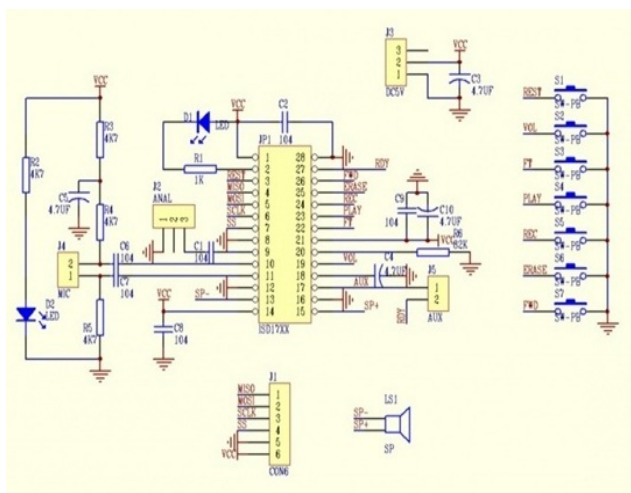 J3
3
2
1
DC5V
VCC
C3
4.7UF
S1
REST
SW-PB
S2
VOL
SW-PB
S3
FT
SW-PB
S4
PLAY
SW-PB
S5
REC
SW-PB
S6
ERASE
SW-PB
S7
FWD
SW-PB
VCC
R3
4K7
R2
4K7
C5
4.7UF
R4
4K7
J4
2
1
MIC
C6
104
C7
104
D2
LED
R5
4K7
D1
LED
VCC
C2
104
R1
1K
J2
ANAL
1 2 3
C1
104
JP1
REST
MISO
MOSI
SCLK
SS
SP-
VCC
C8
104
1
2
3
4
5
6
7
8
9
10
11
12
13
14
28
27
26
25
24
23
22
21
20
19
18
17
16
15
ISD17XX
RDY
FWD
ERASE
REC
PLAY
FT
VCC
VOL
AUX
SP+
C9
104
C10
4.7UF
R6
82K
C4
4.7UF
J5
1
2
AUX
RDY
J1
MISO
MOSI
SCLK
SS
VCC
1
2
3
4
5
6
CON6
LS1
SP-
SP+
SP